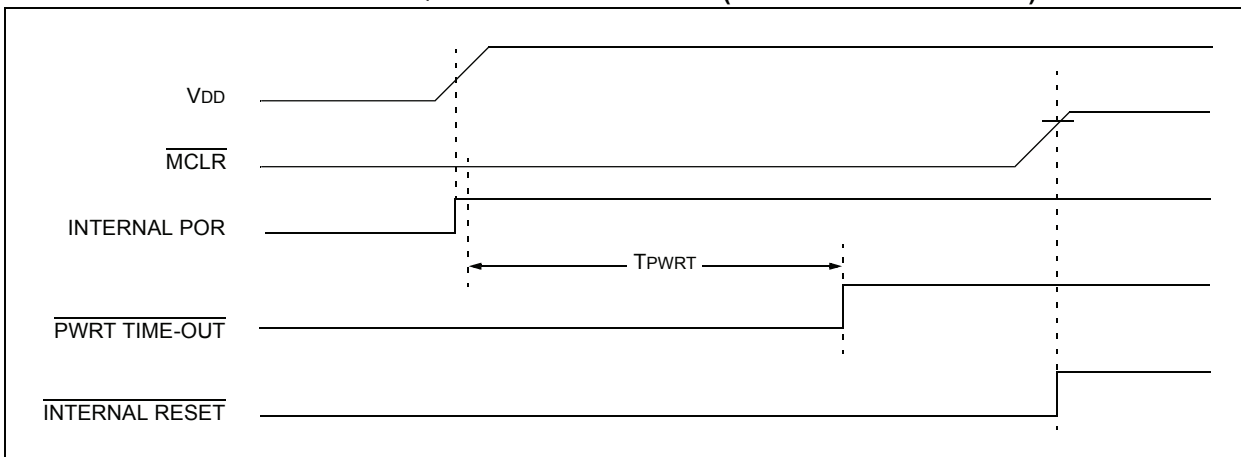 VDD
MCLR
INTERNAL POR
TPWRT
PWRT TIME-OUT
INTERNAL RESET